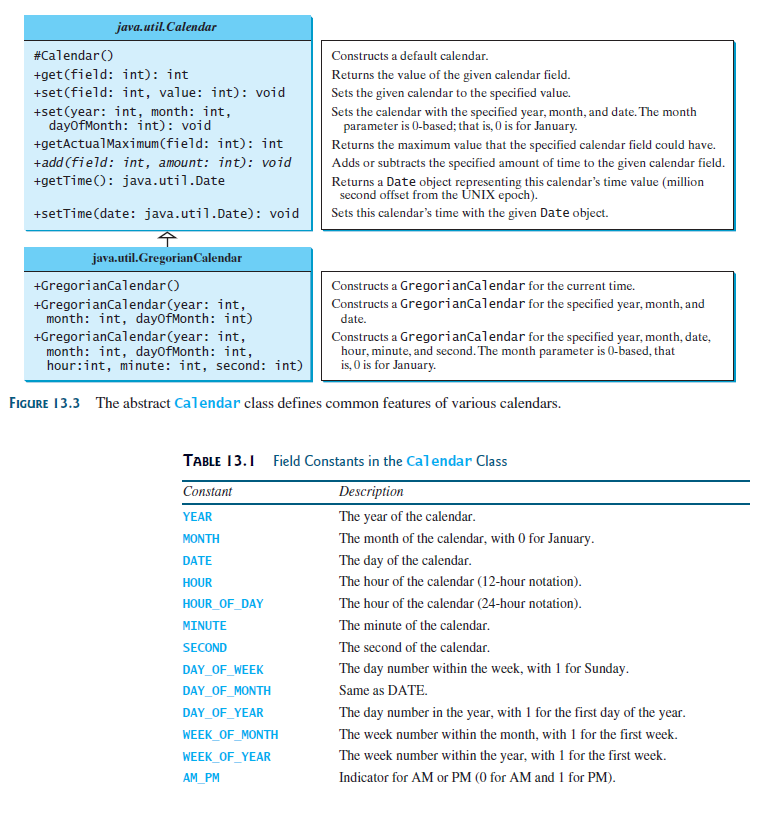 java.util.Calendar
#Calendar()
+get(field: int): int
+set(field: int, value: int): void
+set(year: int, month: int,
dayOfMonth: int): void
+getActualMaximum(field: int): int
+add(field: int, amount: int): void
+getTime(): java.util.Date
+setTime(date: java.util.Date): void
Constructs a default calendar.
Returns the value of the given calendar field.
Sets the given calendar to the specified value.
Sets the calendar with the specified year, month, and date. The month
parameter is 0-based; that is, 0 is for January.
Returns the maximum value that the specified calendar field could have.
Adds or subtracts the specified amount of time to the given calendar field.
Returns a Date object representing this calendar's time value (million
second offset from the UNIX epoch).
Sets this calendar's time with the given Date object.
java.util.GregorianCalendar
+GregorianCalendar()
+GregorianCalendar(year: int,
month: int, dayOfMonth: int)
+GregorianCalendar(year: int,
month: int, dayOfMonth: int,
hour:int, minute: int, second: int)
Constructs a GregorianCalendar for the current time.
Constructs a GregorianCalendar for the specified year, month, and
date.
Constructs a GregorianCalendar for the specified year, month, date,
hour, minute, and second. The month parameter is 0-based, that
is, 0 is for January.
FIGURE 13.3 The abstract Calendar class defines common features of various calendars.
TABLE 13.1 Field Constants in the Calendar Class
Constant Description
YEAR The year of the calendar.
MONTH The month of the calendar, with 0 for January.
DATE The day of the calendar.
HOUR The hour of the calendar (12-hour notation).
HOUR_OF_DAY The hour of the calendar (24-hour notation).
MINUTE The minute of the calendar.
SECOND The second of the calendar.
DAY_OF_WEEK The day number within the week, with 1 for Sunday.
DAY_OF_MONTH Same as DATE.
DAY_OF_YEAR The day number in the year, with 1 for the first day of the year.
WEEK_OF_MONTH The week number within the month, with 1 for the first week.
WEEK_OF_YEAR The week number within the year, with 1 for the first week.
AM_PM Indicator for AM or PM (0 for AM and 1 for PM).